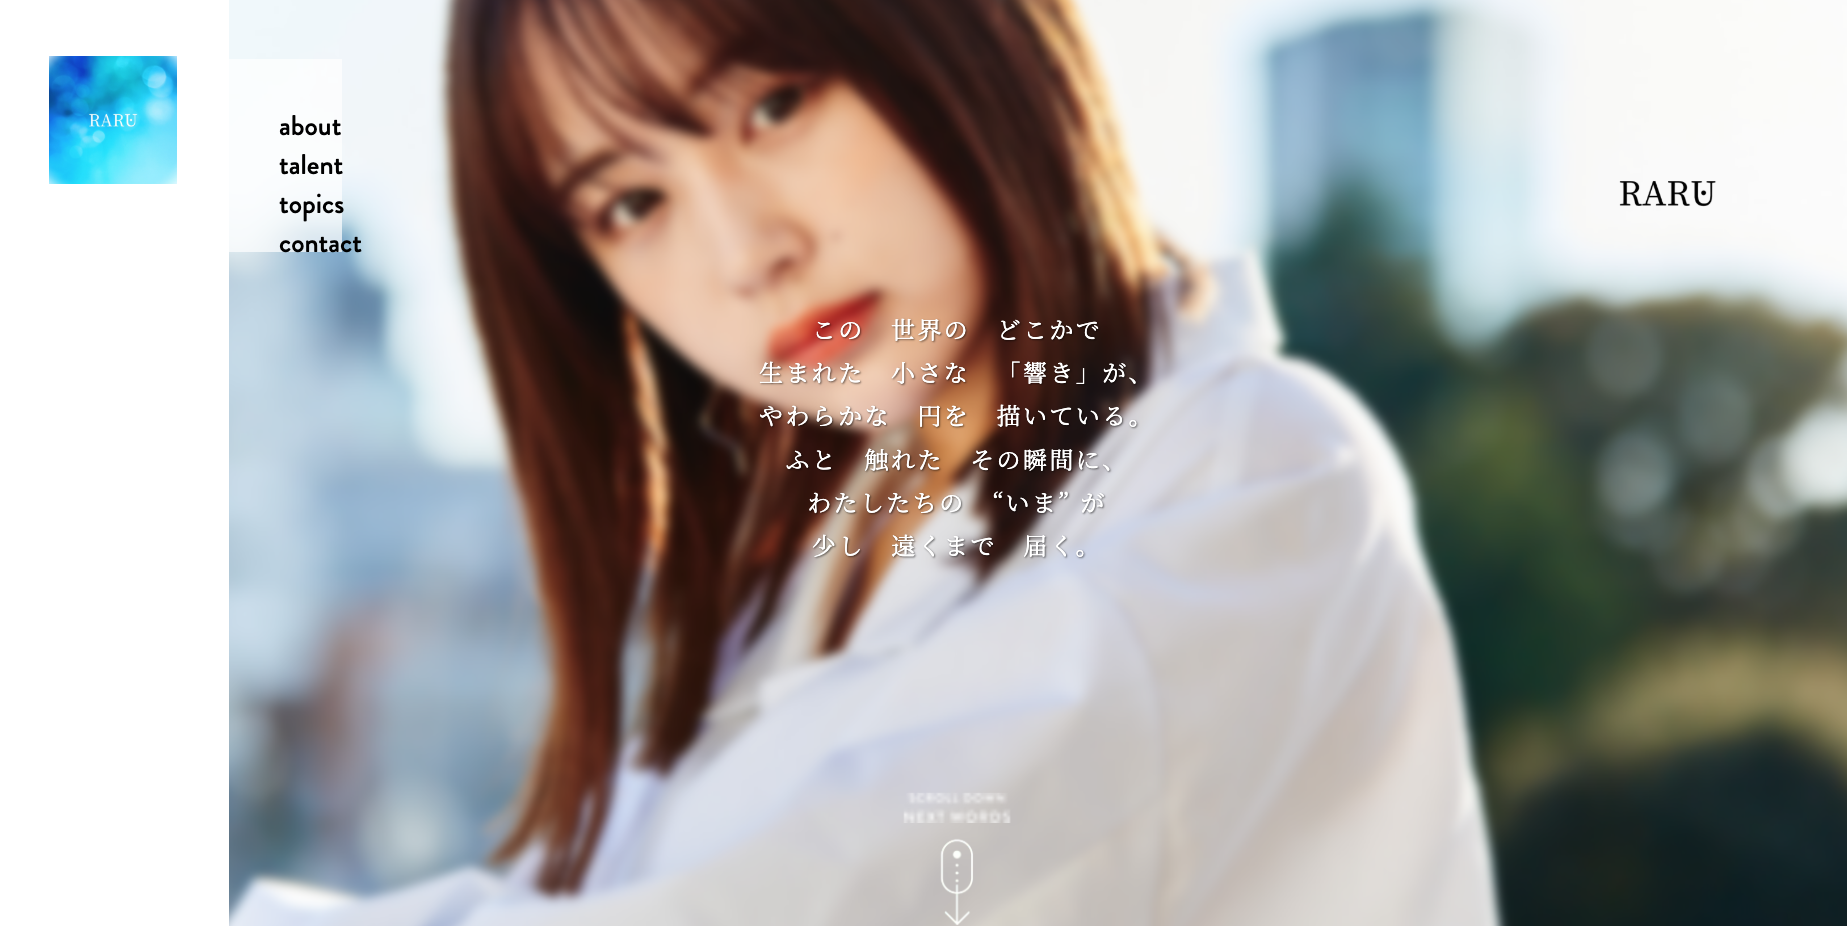 RARU
about
talent
topics
contact
RARU
この　世界の　どこかで
生まれた　小さな　「響き」が、
やわらかな　円を　描いている。
ふと　触れた　その瞬間に、
わたしたちの　“いま” が
少し　遠くまで　届く。
SCROLL DOWN
NEXT WORDS